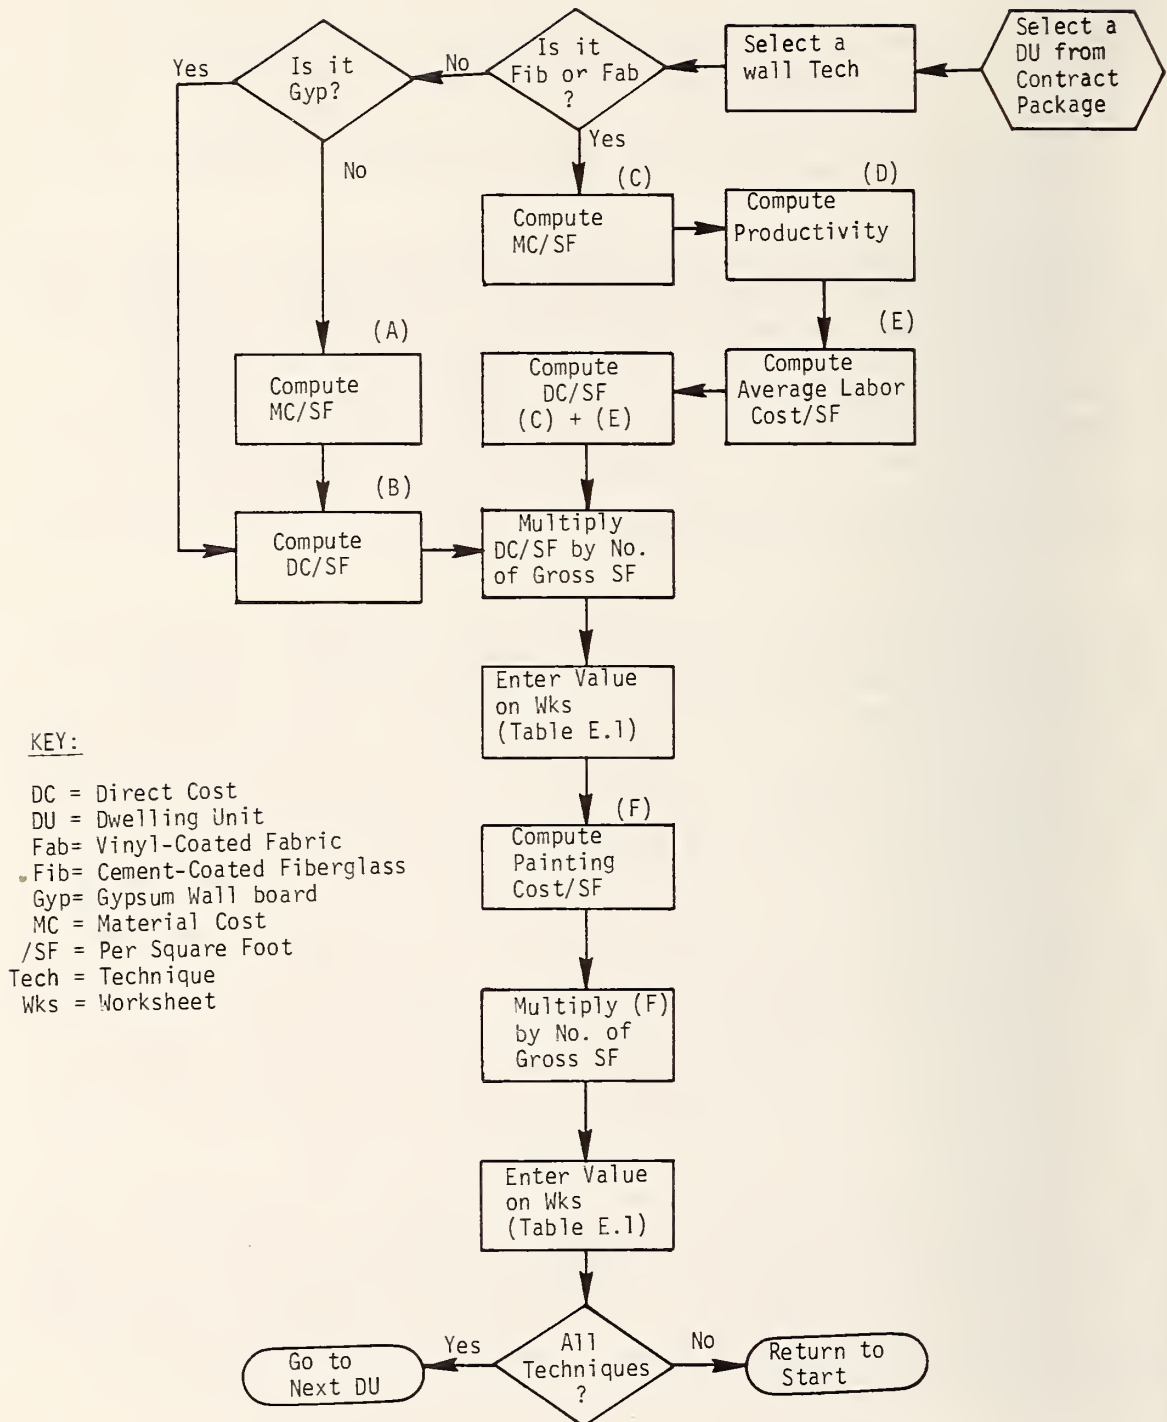 Select a
DU from
Contract
Package
Select a
wall Tech
Is it
Fib or Fab
?
No
Yes
Is it
Gyp?
Yes
No
(C)
Compute
MC/SF
(D)
Compute
Productivity
(E)
Compute
Average Labor
Cost/SF
Compute
DC/SF
(C) + (E)
(A)
Compute
MC/SF
(B)
Compute
DC/SF
Multiply
DC/SF by No.
of Gross SF
Enter Value
on Wks
(Table E.1)
(F)
Compute
Painting
Cost/SF
Multiply (F)
by No. of
Gross SF
Enter Value
on Wks
(Table E.1)
All
Techniques
?
Yes
No
Go to
Next DU
Return to
Start
KEY:
DC = Direct Cost
DU = Dwelling Unit
Fab= Vinyl-Coated Fabric
Fib= Cement-Coated Fiberglass
Gyp= Gypsum Wall board
MC = Material Cost
/SF = Per Square Foot
Tech = Technique
Wks = Worksheet